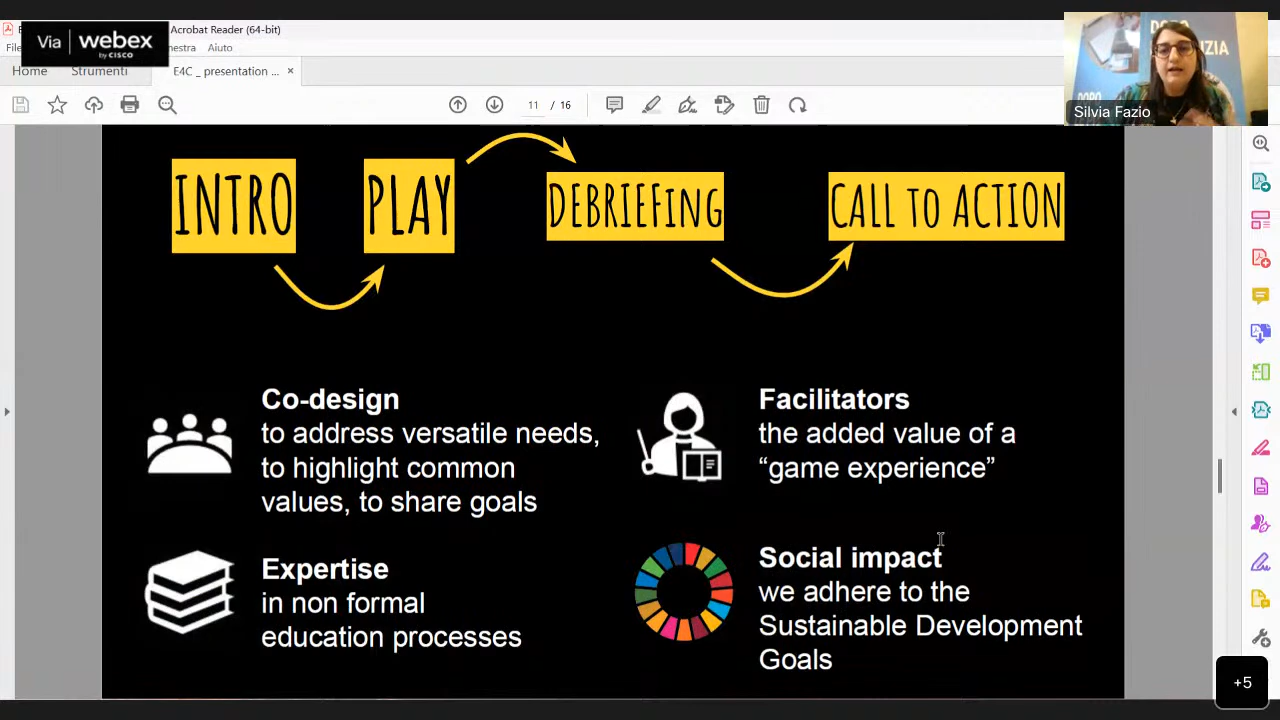 Via webex
by CISCO
Acrobat Reader (64-bit)
File
nestra Aiuto
Home Strumenti E4C _ presentation ... ×
11 / 16
Silvia Fazio
INTRO PLAY DEBRIEFing CALL to ACTION
Co-design
to address versatile needs,
to highlight common
values, to share goals
Facilitators
the added value of a
“game experience”
Expertise
in non formal
education processes
Social impact
we adhere to the
Sustainable Development
Goals
+5